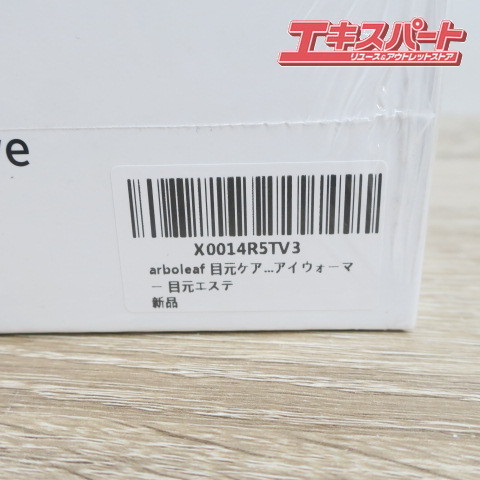 エキスパート
リユース&アウトレットストア
re
X0014R5TV3
arboleaf 目元ケア...アイウォーマ
ー 目元エステ
新品